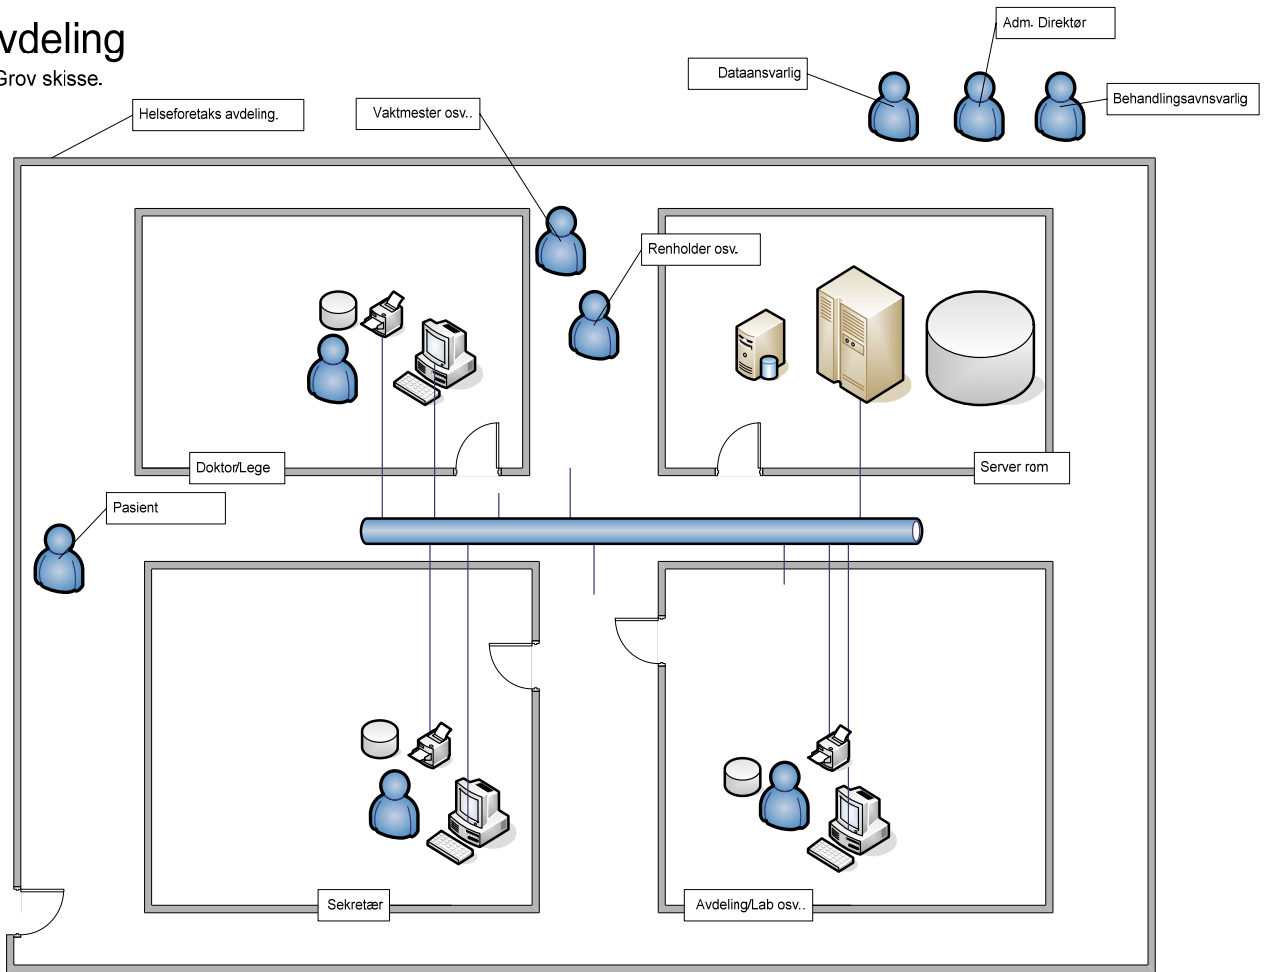 vdeling
Grov skisse.
Adm. Direktør
Dataansvarlig
Behandlingsavnsvarlig
Helseforetaks avdeling.
Vaktmester osv..
Renholder osv.
Doktor/Lege
Server rom
Pasient
Sekretær
Avdeling/Lab osv..